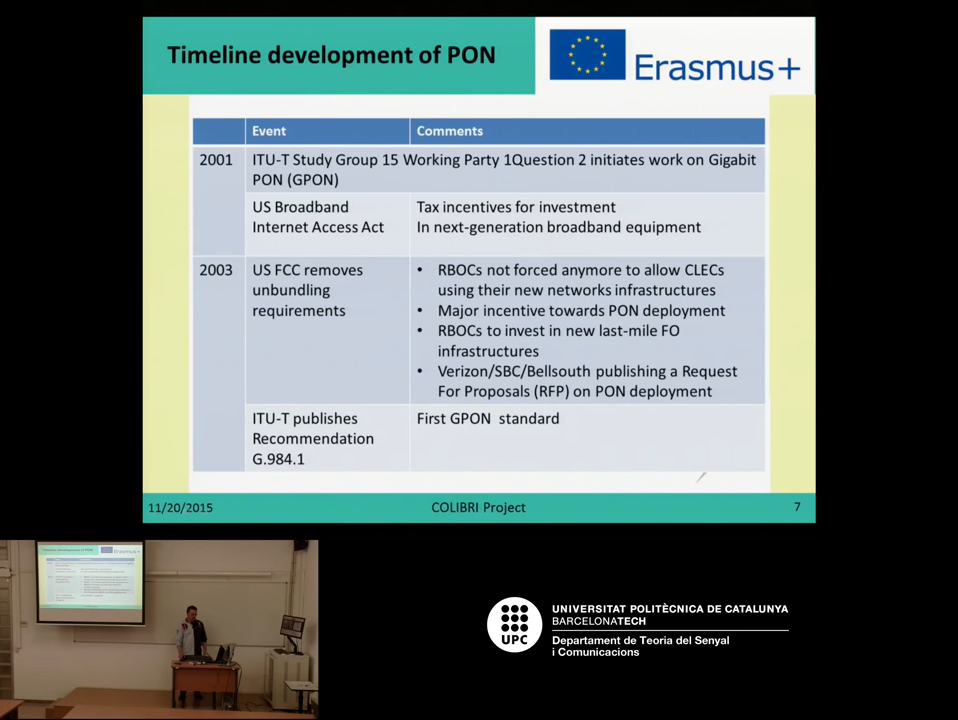 Timeline development of PON
Erasmus+
Event Comments
2001 ITU-T Study Group 15 Working Party 1Question 2 initiates work on Gigabit
PON (GPON)
US Broadband Tax incentives for investment
Internet Access Act In next-generation broadband equipment
2003 US FCC removes • RBOCs not forced anymore to allow CLECs
unbundling using their new networks infrastructures
requirements • Major incentive towards PON deployment
• RBOCs to invest in new last-mile FO
infrastructures
• Verizon/SBC/Bellsouth publishing a Request
For Proposals (RFP) on PON deployment
ITU-T publishes First GPON standard
Recommendation
G.984.1
11/20/2015 COLIBRI Project 7
Timeline development of PON
Erasmus+
UPC
UNIVERSITAT POLITÈCNICA DE CATALUNYA
BARCELONATECH
Departament de Teoria del Senyal
i Comunicacions